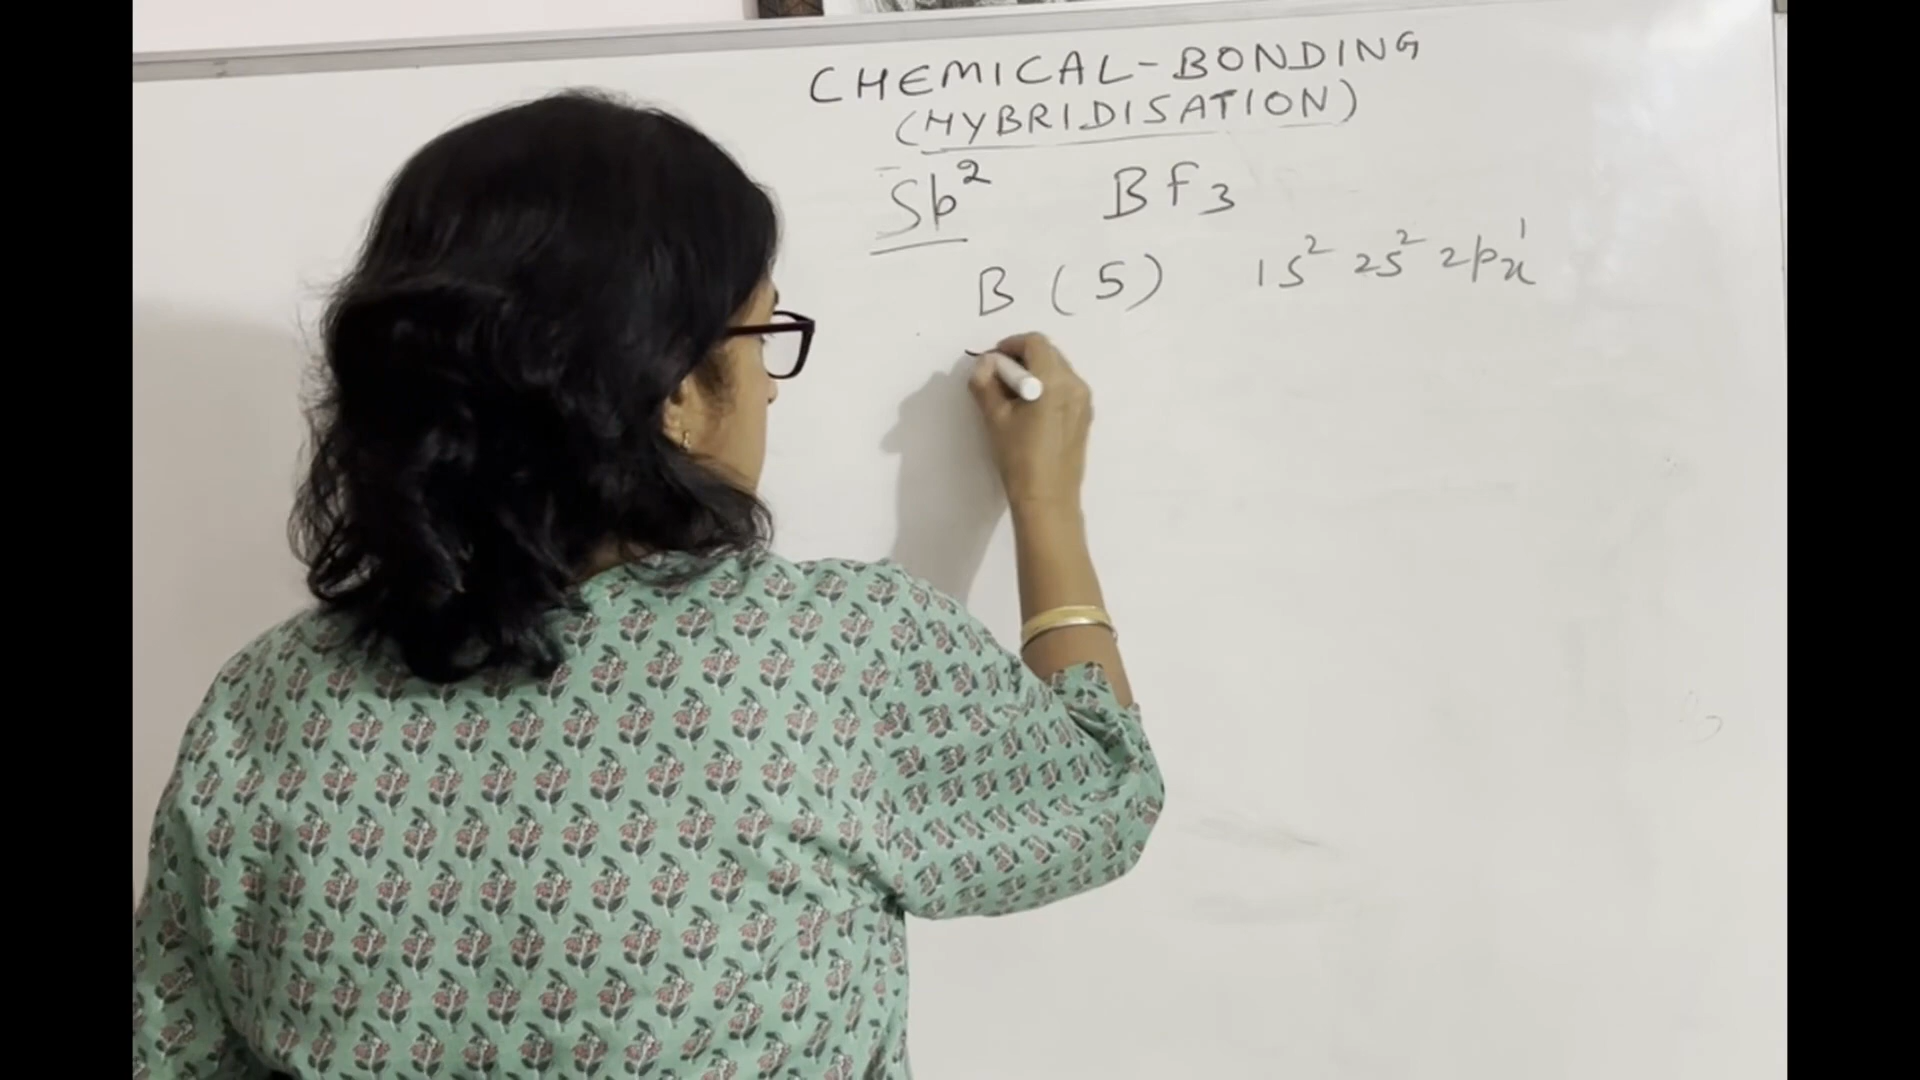 CHEMICAL-BONDING
(HYBRIDISATION)
Sp² BF₃
B (5) 1s² 2s² 2pₓ¹